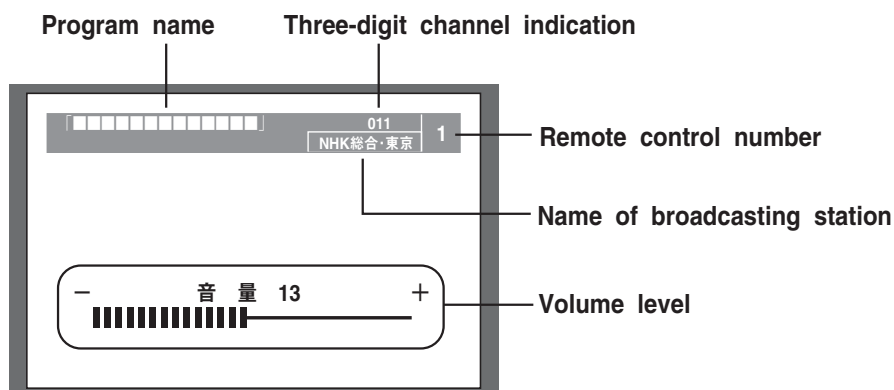 Program name
Three-digit channel indication
011
1
NHK総合·東京
Remote control number
Name of broadcasting station
− 音 量 13 +
Volume level